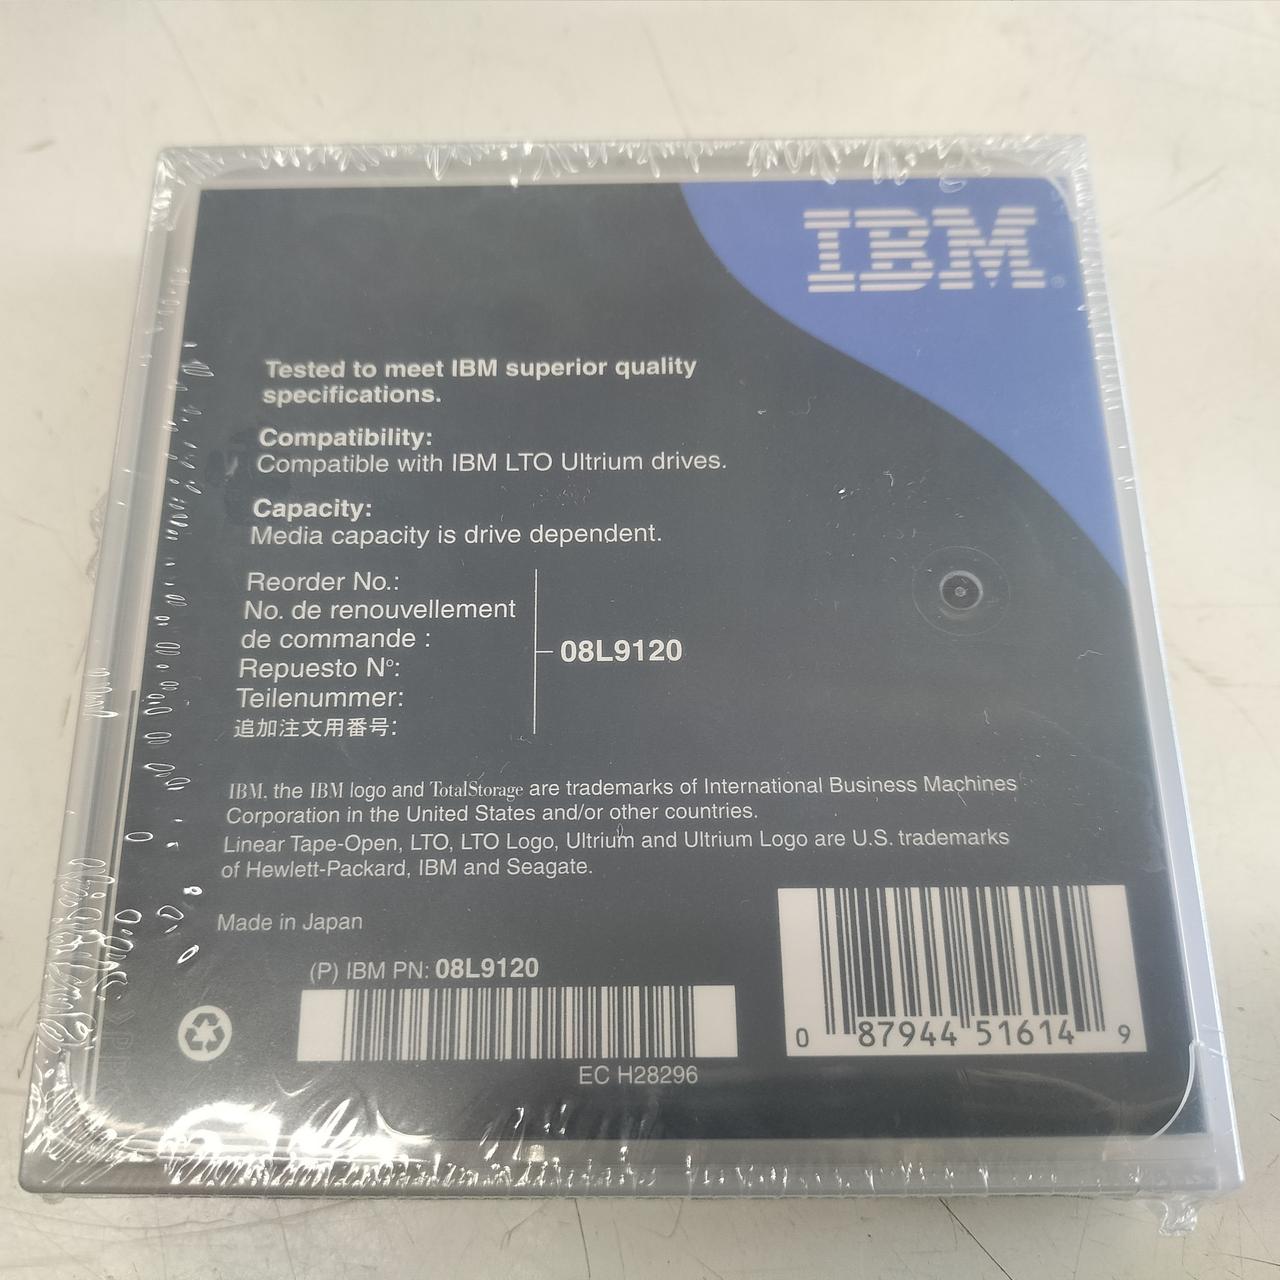 IBM®
Tested to meet IBM superior quality
specifications.
Compatibility:
Compatible with IBM LTO Ultrium drives.
Capacity:
Media capacity is drive dependent.
Reorder No.:
No. de renouvellement
de commande :
Repuesto Nº:
Teilenummer:
追加注文用番号:
08L9120
IBM, the IBM logo and TotalStorage are trademarks of International Business Machines
Corporation in the United States and/or other countries.
Linear Tape-Open, LTO, LTO Logo, Ultrium and Ultrium Logo are U.S. trademarks
of Hewlett-Packard, IBM and Seagate.
Made in Japan
(P) IBM PN: 08L9120
EC H28296
0 87944 51614 9